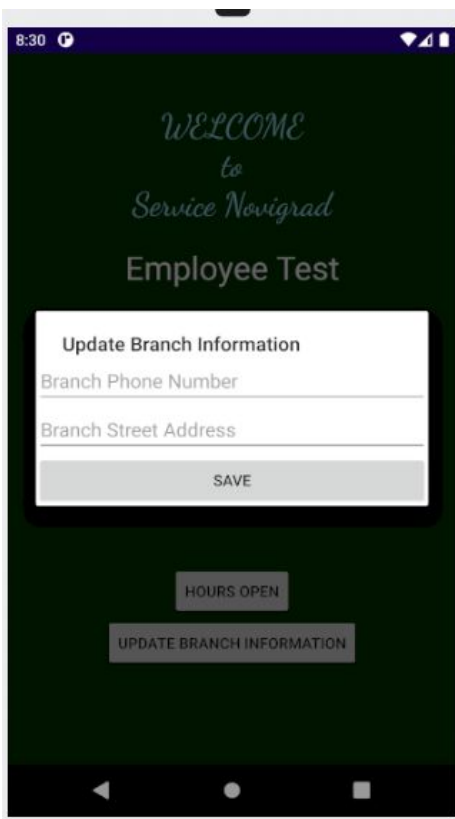 8:30
WELCOME
to
Service Novigrad
Employee Test
Update Branch Information
Branch Phone Number
Branch Street Address
SAVE
HOURS OPEN
UPDATE BRANCH INFORMATION